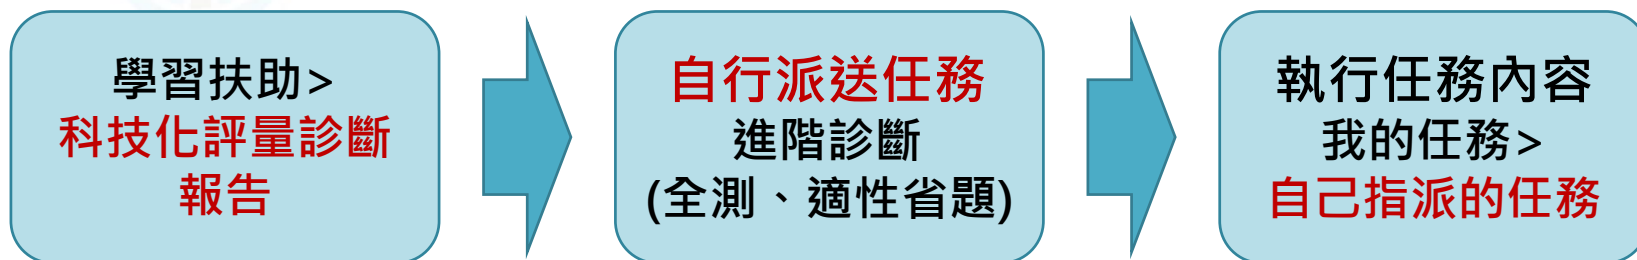 學習扶助>
科技化評量診斷
報告
自行派送任務
進階診斷
(全測、適性省題)
執行任務內容
我的任務>
自己指派的任務